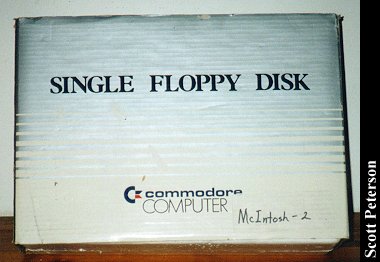 SINGLE FLOPPY DISK
commodore
COMPUTER
McIntosh-2
Scott Peterson